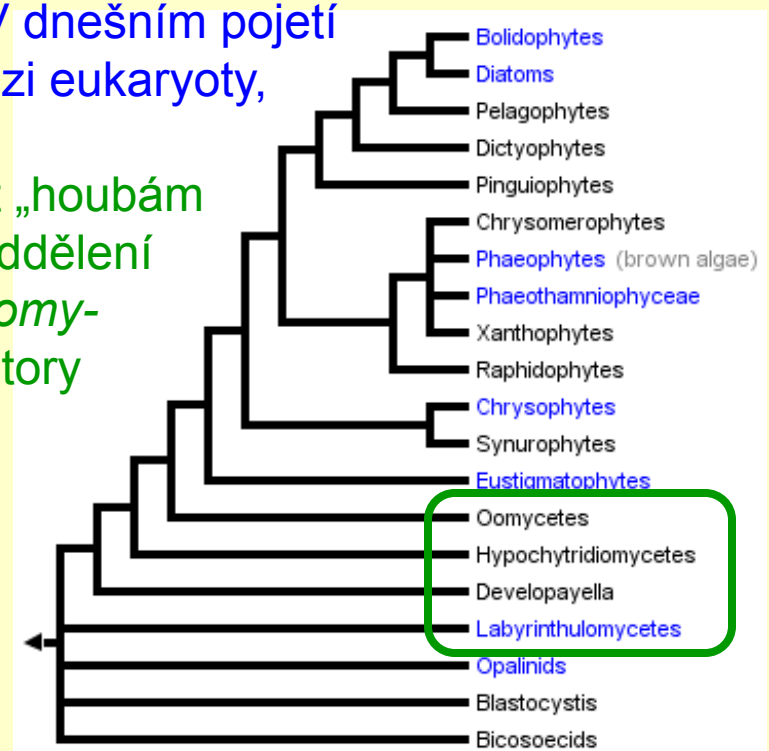 V dnešním pojetí
zi eukaryoty,
„houbám
ddělení
omy-
tory
Bolidophytes
Diatoms
Pelagophytes
Dictyophytes
Pinguiophytes
Chrysomerophytes
Phaeophytes (brown algae)
Phaeothamniophyceae
Xanthophytes
Raphidophytes
Chrysophytes
Synurophytes
Eustigmatophytes
Oomycetes
Hypochytridiomycetes
Developayella
Labyrinthulomycetes
Opalinids
Blastocystis
Bicosoecids